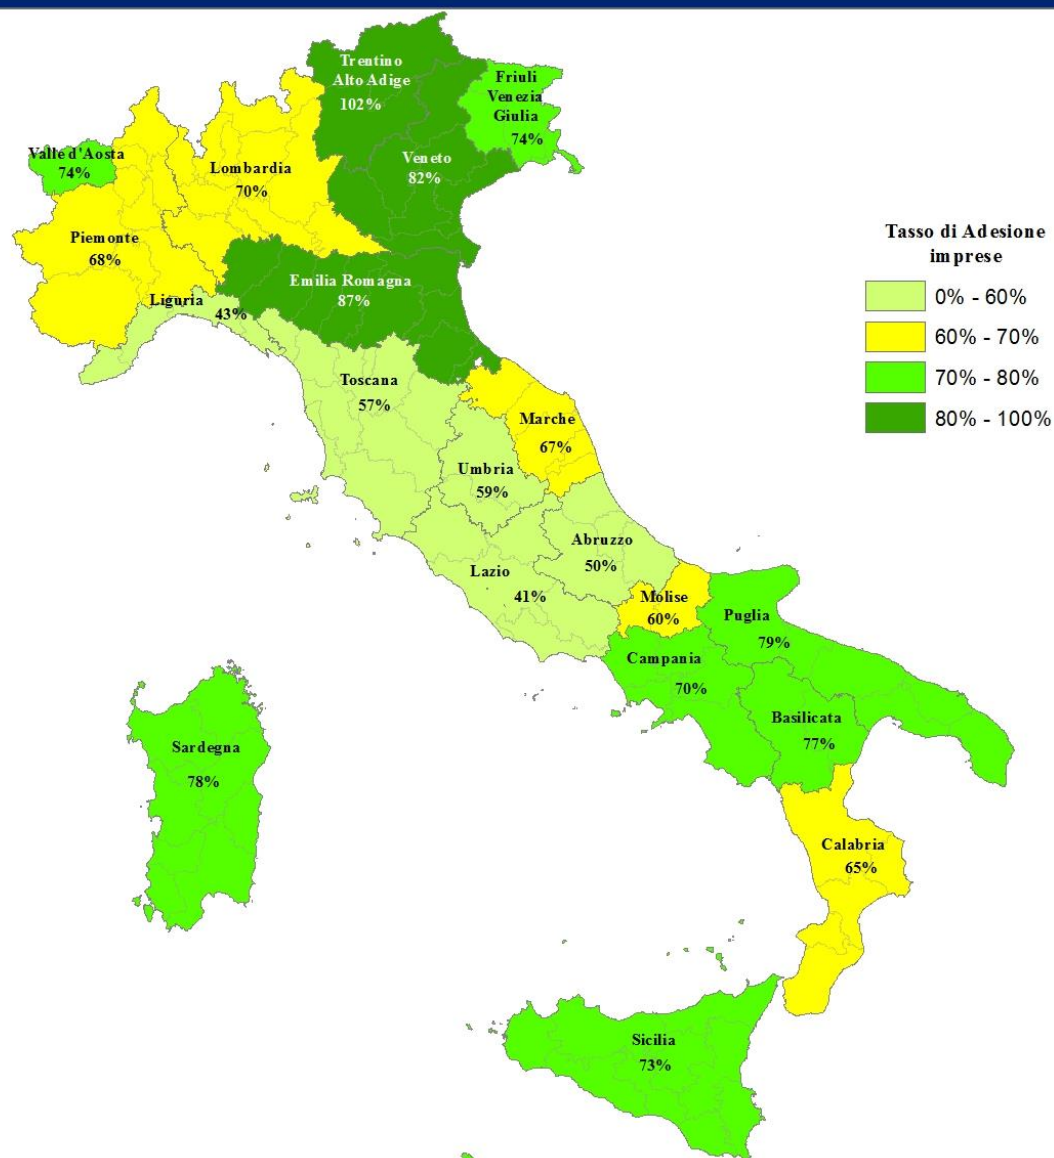 Trentino
Alto Adige
102%
Friuli
Venezia
Giulia
74%
Valle d'Aosta
74%
Lombardia
70%
Veneto
82%
Piemonte
68%
Emilia Romagna
87%
Liguria
43%
Toscana
57%
Marche
67%
Umbria
59%
Abruzzo
50%
Lazio
41%
Molise
60%
Puglia
79%
Campania
70%
Basilicata
77%
Sardegna
78%
Calabria
65%
Sicilia
73%
Tasso di Adesione
imprese
0% - 60%
60% - 70%
70% - 80%
80% - 100%